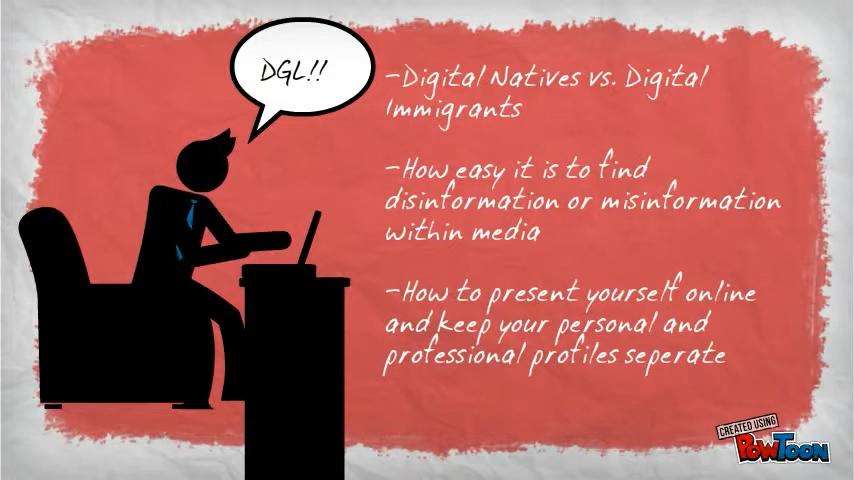 DGL!!
-Digital Natives vs. Digital
Immigrants
-How easy it is to find
disinformation or misinformation
within media
-How to present yourself online
and keep your personal and
professional profiles seperate
CREATED USING
POWTOON